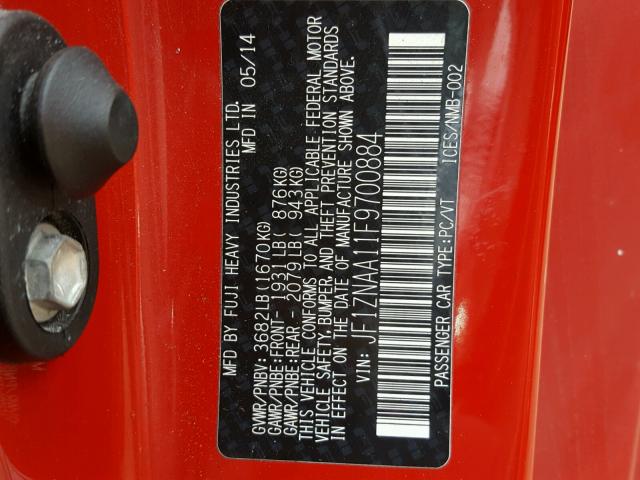 MFD BY FUJI HEAVY INDUSTRIES LTD.
MFD IN 05/14
GVWR/PNBV: 3682LB(1670KG)
GAWR/PNBE:FRONT- 1931LB( 876KG)
GAWR/PNBE:REAR - 2079LB( 943KG)
THIS VEHICLE CONFORMS TO ALL APPLICABLE FEDERAL MOTOR
VEHICLE SAFETY,BUMPER,AND THEFT PREVENTION STANDARDS
IN EFFECT ON THE DATE OF MANUFACTURE SHOWN ABOVE.
VIN: JF1ZNAA11F9700884
PASSENGER CAR TYPE:PC/VT ICES/NMB-002